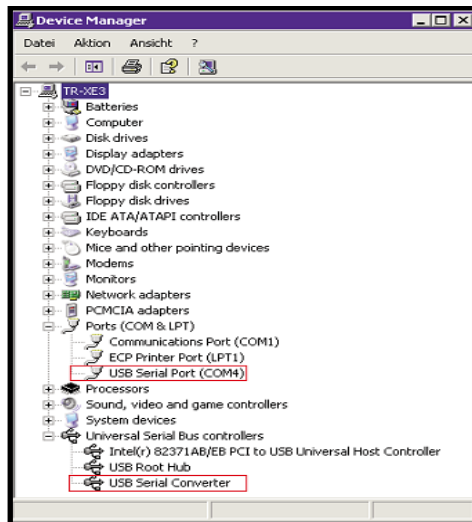 Device Manager
Datei Aktion Ansicht ?
TR-XE3
Batteries
Computer
Disk drives
Display adapters
DVD/CD-ROM drives
Floppy disk controllers
Floppy disk drives
IDE ATA/ATAPI controllers
Keyboards
Mice and other pointing devices
Modems
Monitors
Network adapters
PCMCIA adapters
Ports (COM & LPT)
Communications Port (COM1)
ECP Printer Port (LPT1)
USB Serial Port (COM4)
Processors
Sound, video and game controllers
System devices
Universal Serial Bus controllers
Intel(r) 82371AB/EB PCI to USB Universal Host Controller
USB Root Hub
USB Serial Converter